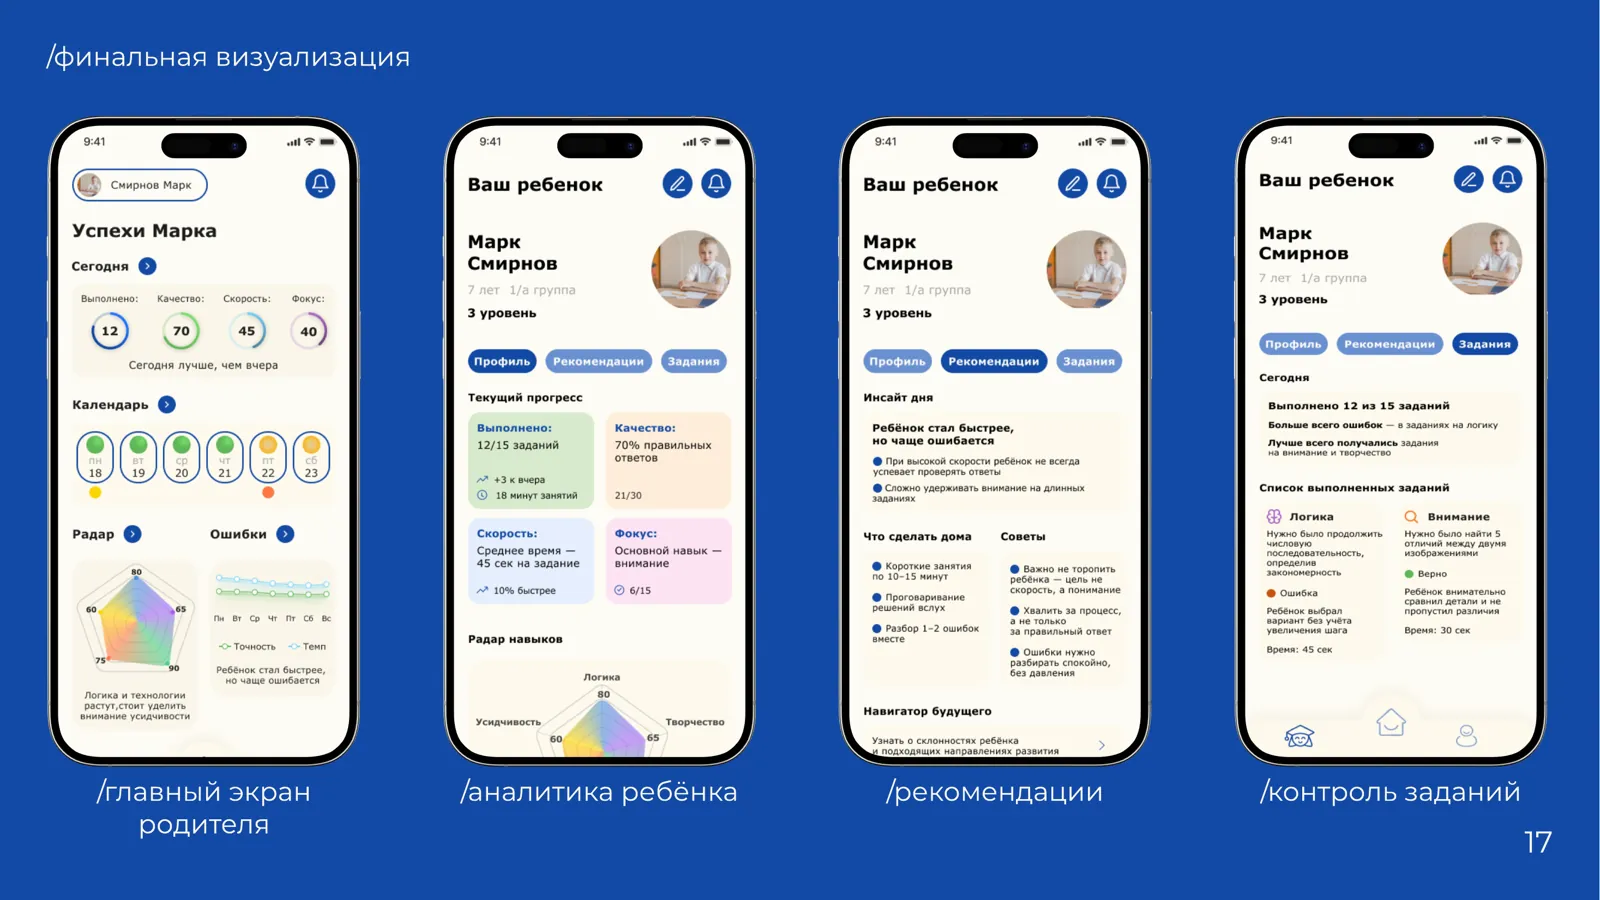 /финальная визуализация
9:41
Смирнов Марк
Успехи Марка
Сегодня
Выполнено: Качество: Скорость: Фокус:
12 70 45 40
Сегодня лучше, чем вчера
Календарь
пн вт ср чт пт сб
18 19 20 21 22 23
Радар Ошибки
80
60 65
75 90
Пн Вт Ср Чт Пт Сб Вс
Точность Темп
Ребёнок стал быстрее,
но чаще ошибается
Логика и технологии
растут,стоит уделить
внимание усидчивости
/главный экран
родителя
9:41
Ваш ребенок
Марк
Смирнов
7 лет 1/а группа
3 уровень
Профиль Рекомендации Задания
Текущий прогресс
Выполнено:
12/15 заданий
+3 к вчера
18 минут занятий
Качество:
70% правильных
ответов
21/30
Скорость:
Среднее время —
45 сек на задание
10% быстрее
Фокус:
Основной навык —
внимание
6/15
Радар навыков
Логика
80
Усидчивость Творчество
60 65
/аналитика ребёнка
9:41
Ваш ребенок
Марк
Смирнов
7 лет 1/а группа
3 уровень
Профиль Рекомендации Задания
Инсайт дня
Ребёнок стал быстрее,
но чаще ошибается
При высокой скорости ребёнок не всегда
успевает проверять ответы
Сложно удерживать внимание на длинных
заданиях
Что сделать дома
Короткие занятия
по 10–15 минут
Проговаривание
решений вслух
Разбор 1–2 ошибок
вместе
Советы
Важно не торопить
ребёнка — цель не
скорость, а понимание
Хвалить за процесс,
а не только
за правильный ответ
Ошибки нужно
разбирать спокойно,
без давления
Навигатор будущего
Узнать о склонностях ребёнка
и подходящих направлениях развития
/рекомендации
9:41
Ваш ребенок
Марк
Смирнов
7 лет 1/а группа
3 уровень
Профиль Рекомендации Задания
Сегодня
Выполнено 12 из 15 заданий
Больше всего ошибок — в заданиях на логику
Лучше всего получались задания
на внимание и творчество
Список выполненных заданий
Логика
Нужно было продолжить
числовую
последовательность,
определив
закономерность
Ошибка
Ребёнок выбрал
вариант без учёта
увеличения шага
Время: 45 сек
Внимание
Нужно было найти 5
отличий между двумя
изображениями
Верно
Ребёнок внимательно
сравнил детали и не
пропустил различия
Время: 30 сек
/контроль заданий
17